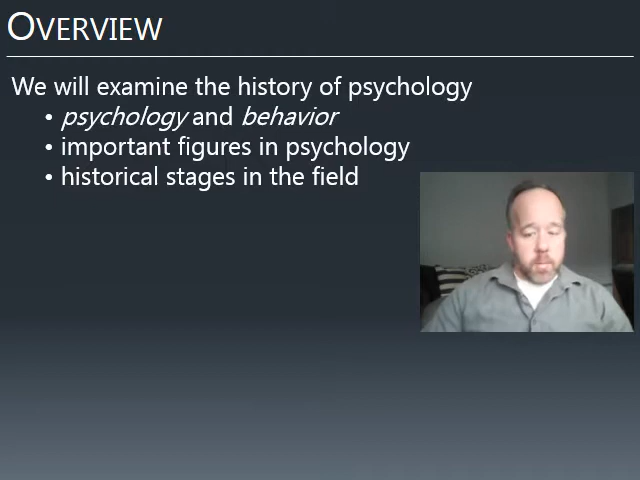 OVERVIEW
We will examine the history of psychology
• psychology and behavior
• important figures in psychology
• historical stages in the field